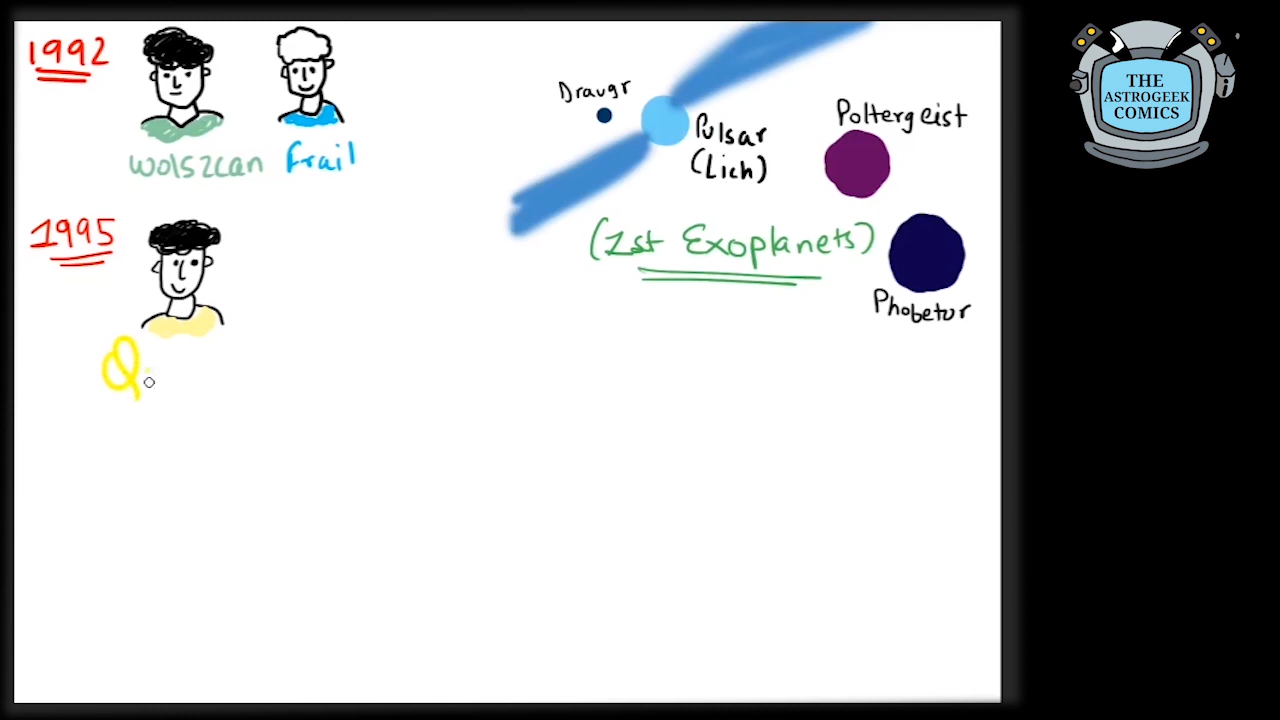 1992
Wolszcan
Frail
Draugr
Pulsar
(Lich)
Poltergeist
(1st Exoplanets)
Phobetor
1995
Q
THE
ASTROGEEK
COMICS